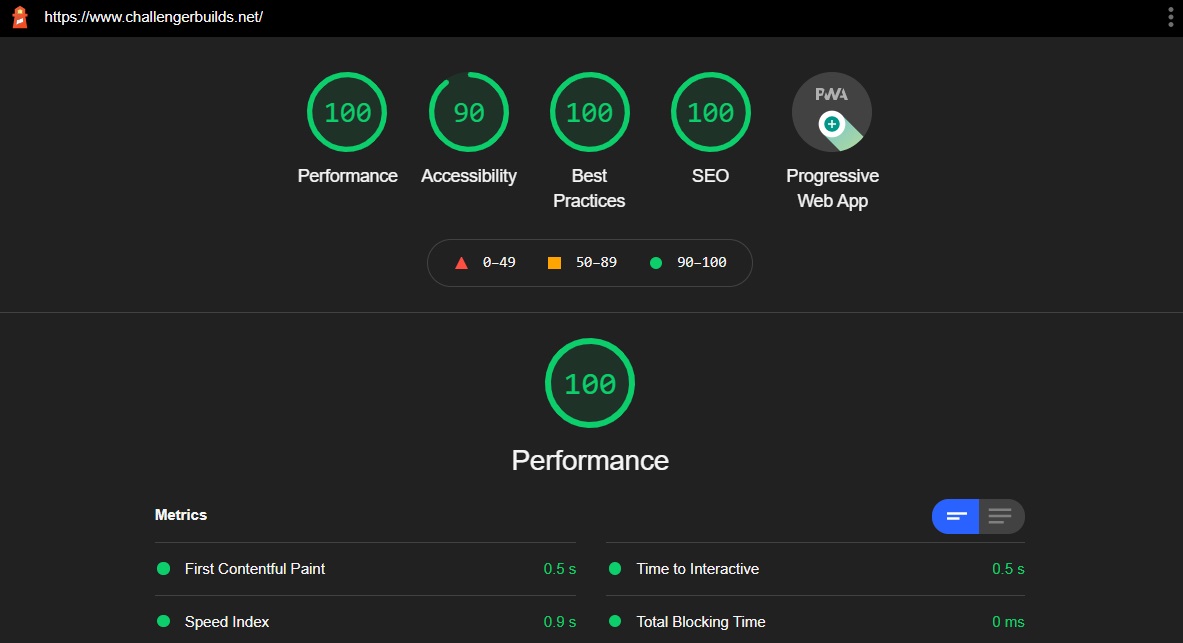 https://www.challengerbuilds.net/
100 90 100 100 PWA
Performance Accessibility Best Practices SEO Progressive Web App
0–49 50–89 90–100
100
Performance
Metrics
First Contentful Paint 0.5 s
Time to Interactive 0.5 s
Speed Index 0.9 s
Total Blocking Time 0 ms